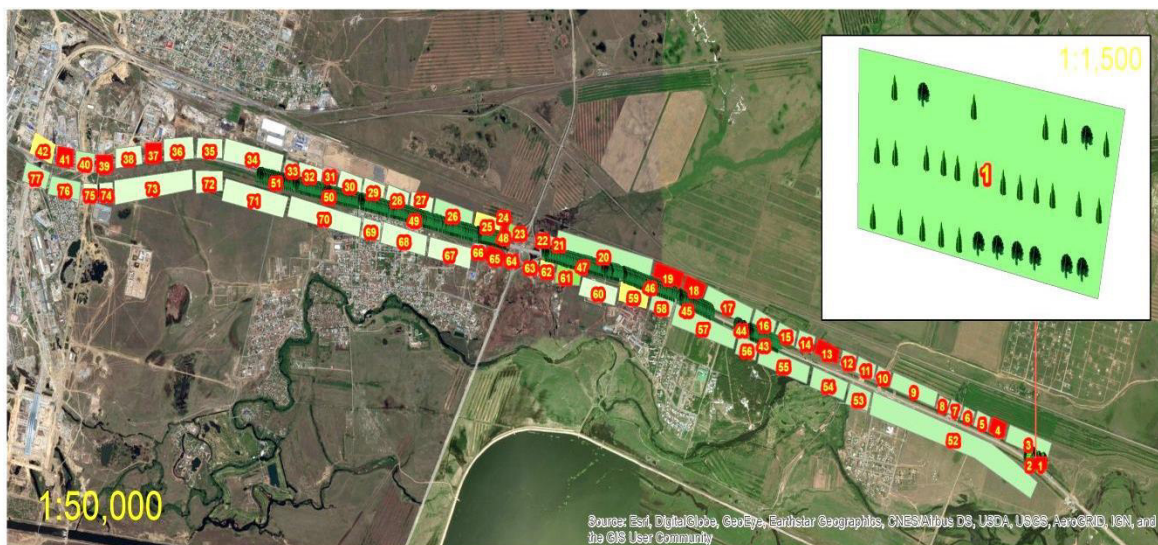 1:1,500
1
42 41 40 39 38 37 36 35 34 33 32 31 30 29 28 27 26 25 24 23 22 21 20 19 18 17 16 15 14 13 12 11 10 9 8 7 6 5 4 3 2 1
51 50 49 48 47 46 45 44 43
77 76 75 74 73 72 71 70 69 68 67 66 65 64 63 62 61 60 59 58 57 56 55 54 53 52
1:50,000
Source: Esri, DigitalGlobe, GeoEye, Earthstar Geographics, CNES/Airbus DS, USDA, USGS, AeroGRID, IGN, and
the GIS User Community